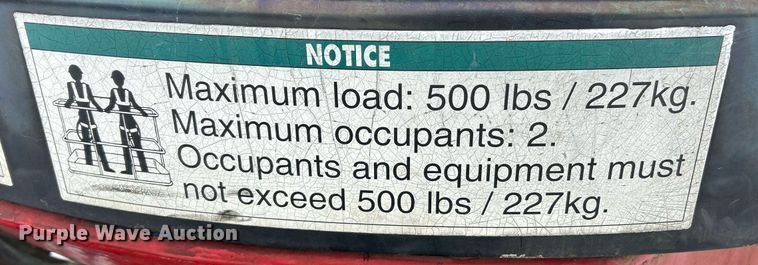 NOTICE
Maximum load: 500 lbs / 227kg.
Maximum occupants: 2.
Occupants and equipment must
not exceed 500 lbs / 227kg.
Purple Wave Auction